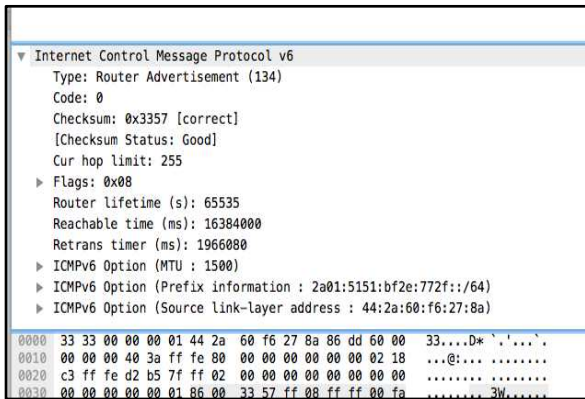 ▼ Internet Control Message Protocol v6
Type: Router Advertisement (134)
Code: 0
Checksum: 0x3357 [correct]
[Checksum Status: Good]
Cur hop limit: 255
▶ Flags: 0x08
Router lifetime (s): 65535
Reachable time (ms): 16384000
Retrans timer (ms): 1966080
▶ ICMPv6 Option (MTU : 1500)
▶ ICMPv6 Option (Prefix information : 2a01:5151:bf2e:772f::/64)
▶ ICMPv6 Option (Source link-layer address : 44:2a:60:f6:27:8a)
0000 33 33 00 00 00 01 44 2a 60 f6 27 8a 86 dd 60 00 33....D* `.'...`.
0010 00 00 00 40 3a ff fe 80 00 00 00 00 00 00 02 18 ...@:... ........
0020 c3 ff fe d2 b5 7f ff 02 00 00 00 00 00 00 00 00 ........ ........
0030 00 00 00 00 00 01 86 00 33 57 ff 08 ff ff 00 fa ........ 3W......